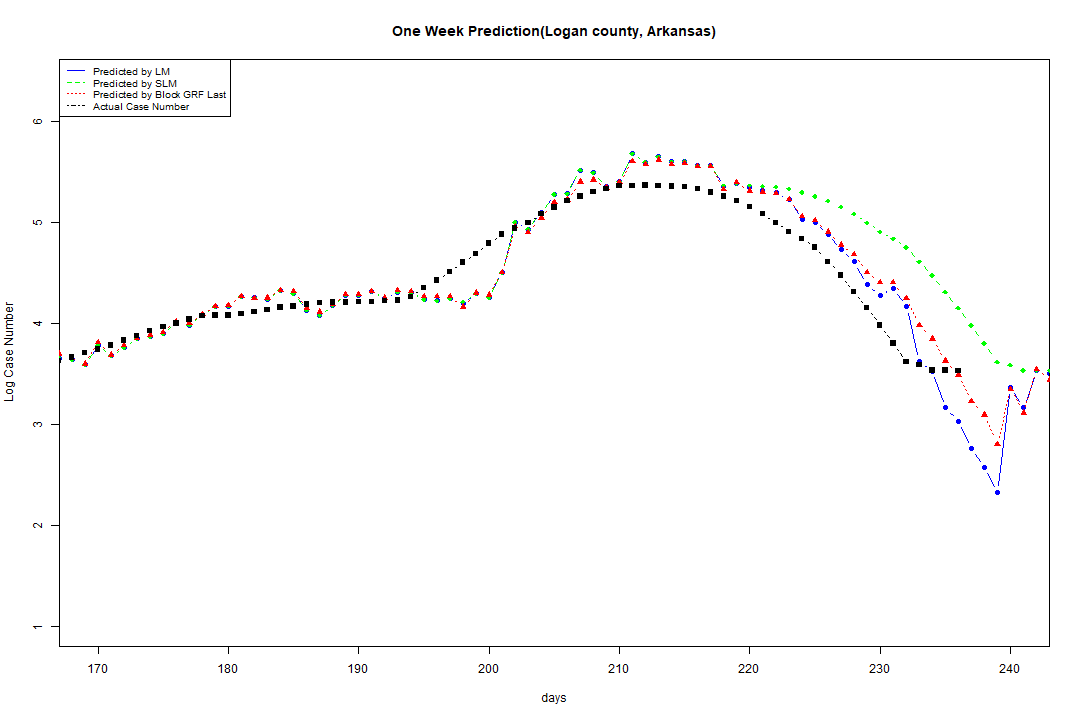 One Week Prediction(Logan county, Arkansas)
Predicted by LM
Predicted by SLM
Predicted by Block GRF Last
Actual Case Number
Log Case Number
6
5
4
3
2
1
170 180 190 200 210 220 230 240
days